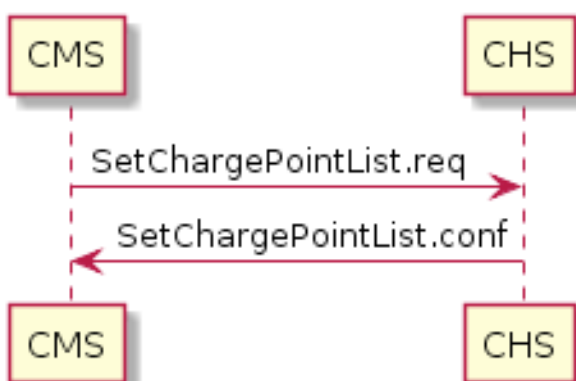 CMS CHS
SetChargePointList.req
SetChargePointList.conf
CMS CHS